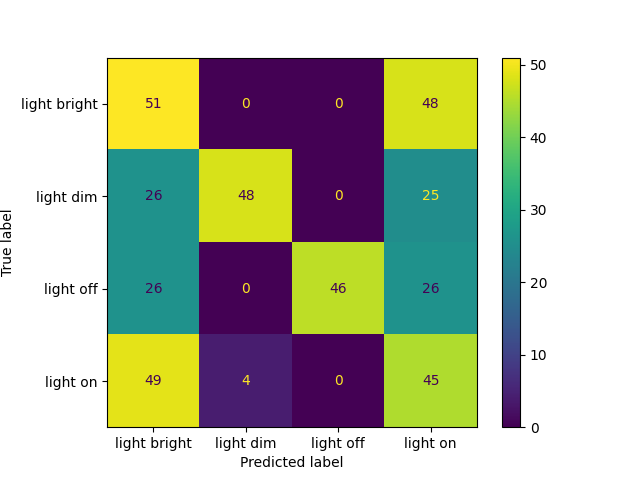 True label
light bright 51 0 0 48
light dim 26 48 0 25
light off 26 0 46 26
light on 49 4 0 45
light bright light dim light off light on
Predicted label
50
40
30
20
10
0